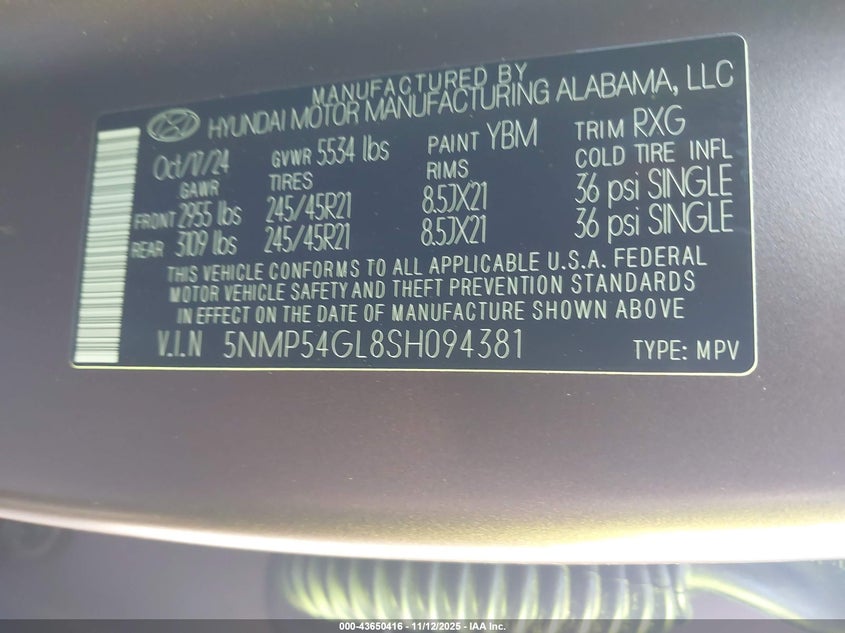 MANUFACTURED BY
HYUNDAI MOTOR MANUFACTURING ALABAMA, LLC
Oct/17/24 GVWR 5534 lbs PAINT YBM TRIM RXG
GAWR TIRES RIMS COLD TIRE INFL
FRONT 2955 lbs 245/45R21 8.5JX21 36 psi SINGLE
REAR 3109 lbs 245/45R21 8.5JX21 36 psi SINGLE
THIS VEHICLE CONFORMS TO ALL APPLICABLE U.S.A. FEDERAL
MOTOR VEHICLE SAFETY AND THEFT PREVENTION STANDARDS
IN EFFECT ON THE DATE OF MANUFACTURE SHOWN ABOVE
V.I.N 5NMP54GL8SH094381 TYPE: MPV
000-43650416 - 11/12/2025 - IAA Inc.